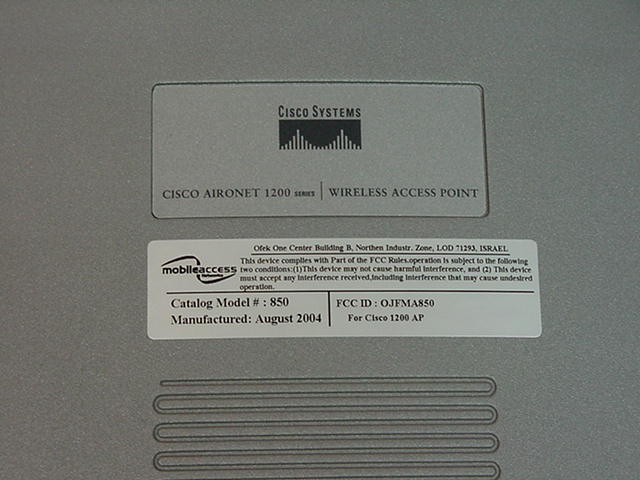 CISCO SYSTEMS
CISCO AIRONET 1200 SERIES | WIRELESS ACCESS POINT
Ofek One Center Building B, Northen Industr. Zone, LOD 71293, ISRAEL
mobileaccess
Networks
This device complies with Part of the FCC Rules.operation is subject to the following
two conditions:(1)This device may not cause harmful interference, and (2) This device
must accept any interference received,including interference that may cause undesired
operation.
Catalog Model # : 850
Manufactured: August 2004
FCC ID : OJFMA850
For Cisco 1200 AP